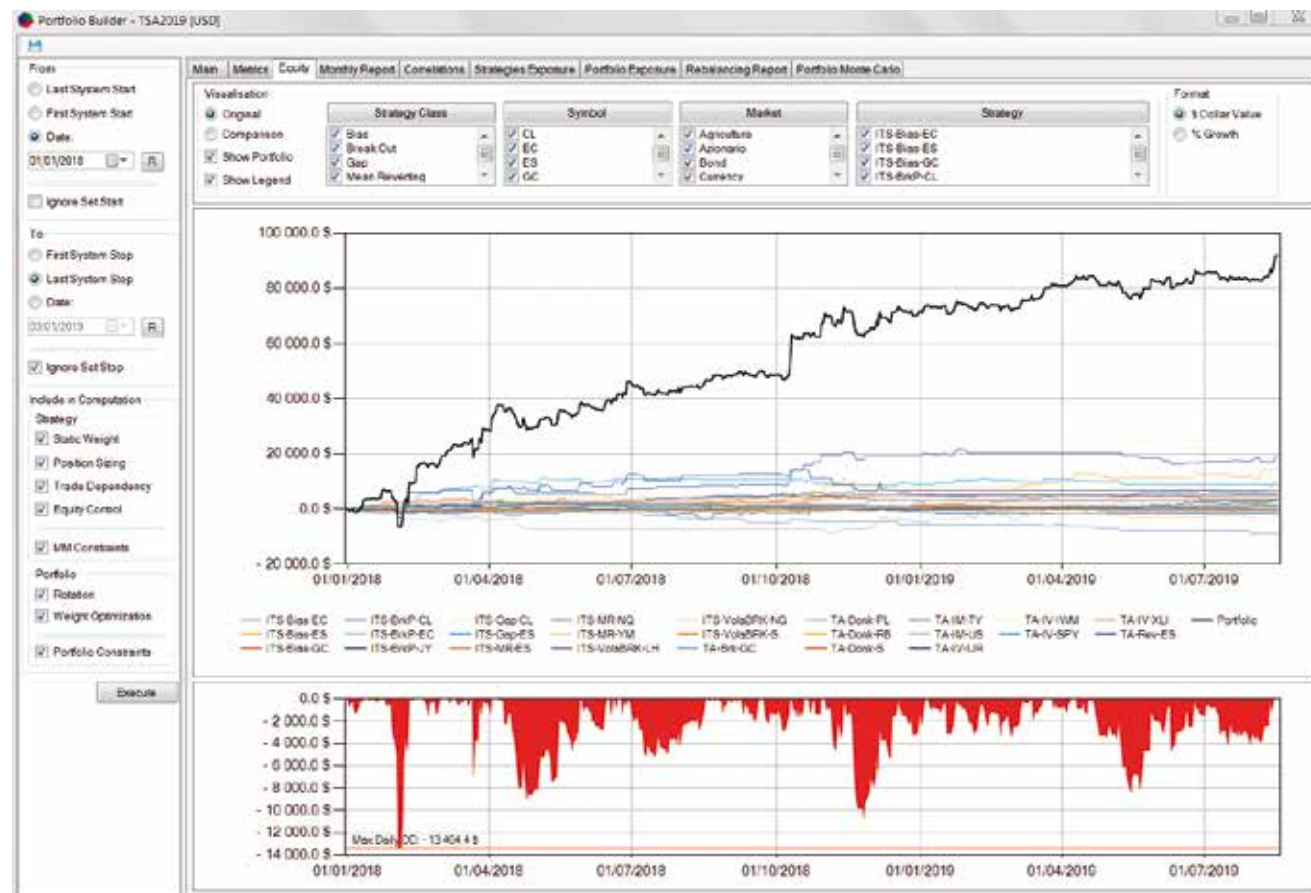 Portfolio Builder - TSA2019 [USD]
From
Last System Start
First System Start
Date:
01/01/2018
R
Ignore Set Start
To
First System Stop
Last System Stop
Date:
03/01/2019
R
Ignore Set Stop
Include in Computation
Strategy
Static Weight
Position Sizing
Trade Dependency
Equity Control
MM Constraints
Portfolio
Rotation
Weight Optimization
Portfolio Constraints
Execute
Main Metrics Equity Monthly Report Correlations Strategies Exposure Portfolio Exposure Rebalancing Report Portfolio Monte Carlo
Visualisation
Original
Comparison
Show Portfolio
Show Legend
Strategy Class
Bias
Break Out
Gap
Mean Reverting
Symbol
CL
EC
ES
GC
Market
Agriculture
Azionario
Bond
Currency
Strategy
ITS-Bias-EC
ITS-Bias-ES
ITS-Bias-GC
ITS-BrkP-CL
Format
$ Dollar Value
% Growth
100 000.0 $
80 000.0 $
60 000.0 $
40 000.0 $
20 000.0 $
0.0 $
- 20 000.0 $
01/01/2018 01/04/2018 01/07/2018 01/10/2018 01/01/2019 01/04/2019 01/07/2019
ITS-Bias-EC ITS-BrkP-CL ITS-Gap-CL ITS-MR-NQ ITS-VolaBRK-NG TA-Donk-PL TA-IM-TY TA-IV-IWM TA-IV-XLI Portfolio
ITS-Bias-ES ITS-BrkP-EC ITS-Gap-ES ITS-MR-YM ITS-VolaBRK-S TA-Donk-RB TA-IM-US TA-IV-SPY TA-Rev-ES
ITS-Bias-GC ITS-BrkP-JY ITS-MR-ES ITS-VolaBRK-LH TA-Brk-GC TA-Donk-S
0.0 $
- 2 000.0 $
- 4 000.0 $
- 6 000.0 $
- 8 000.0 $
- 10 000.0 $
- 12 000.0 $
- 14 000.0 $
Max Daily DD: - 13 404.4 $
01/01/2018 01/04/2018 01/07/2018 01/10/2018 01/01/2019 01/04/2019 01/07/2019